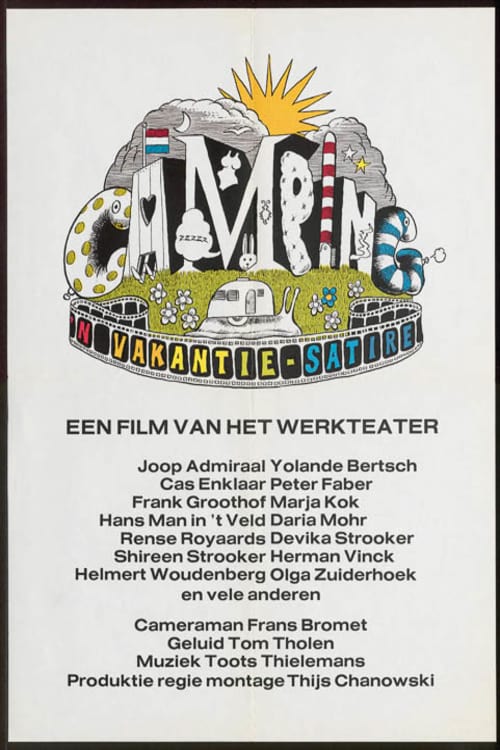 CAMPING
zzzzz
'N VAKANTIE-SATIRE
EEN FILM VAN HET WERKTEATER
Joop Admiraal Yolande Bertsch
Cas Enklaar Peter Faber
Frank Groothof Marja Kok
Hans Man in 't Veld Daria Mohr
Rense Royaards Devika Strooker
Shireen Strooker Herman Vinck
Helmert Woudenberg Olga Zuiderhoek
en vele anderen
Cameraman Frans Bromet
Geluid Tom Tholen
Muziek Toots Thielemans
Produktie regie montage Thijs Chanowski